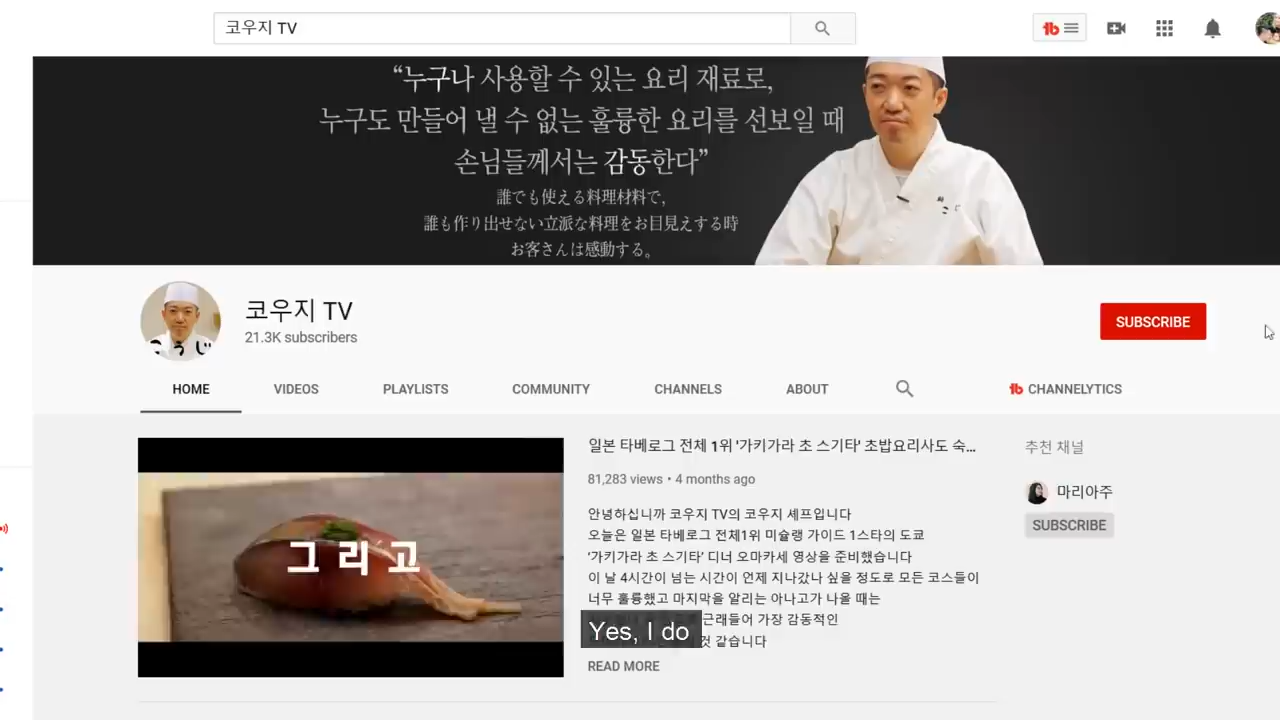 코우지 TV
“누구나 사용할 수 있는 요리 재료로,
누구도 만들어 낼 수 없는 훌륭한 요리를 선보일 때
손님들께서는 감동한다”
誰でも使える料理材料で,
誰も作り出せない立派な料理をお目見えする時
お客さんは感動する。
코우지 TV
21.3K subscribers
SUBSCRIBE
HOME VIDEOS PLAYLISTS COMMUNITY CHANNELS ABOUT CHANNELYTICS
그리고
일본 타베로그 전체 1위 '가키가라 초 스기타' 초밥요리사도 숙...
81,283 views • 4 months ago
안녕하십니까 코우지 TV의 코우지 셰프입니다
오늘은 일본 타베로그 전체1위 미슐랭 가이드 1스타의 도쿄
‘가키가라 초 스기타’ 디너 오마카세 영상을 준비했습니다
이 날 4시간이 넘는 시간이 언제 지나갔나 싶을 정도로 모든 코스들이
너무 훌륭했고 마지막을 알리는 아나고가 나올 때는
근래들어 가장 감동적인
것 같습니다
Yes, I do
READ MORE
추천 채널
마리아주
SUBSCRIBE